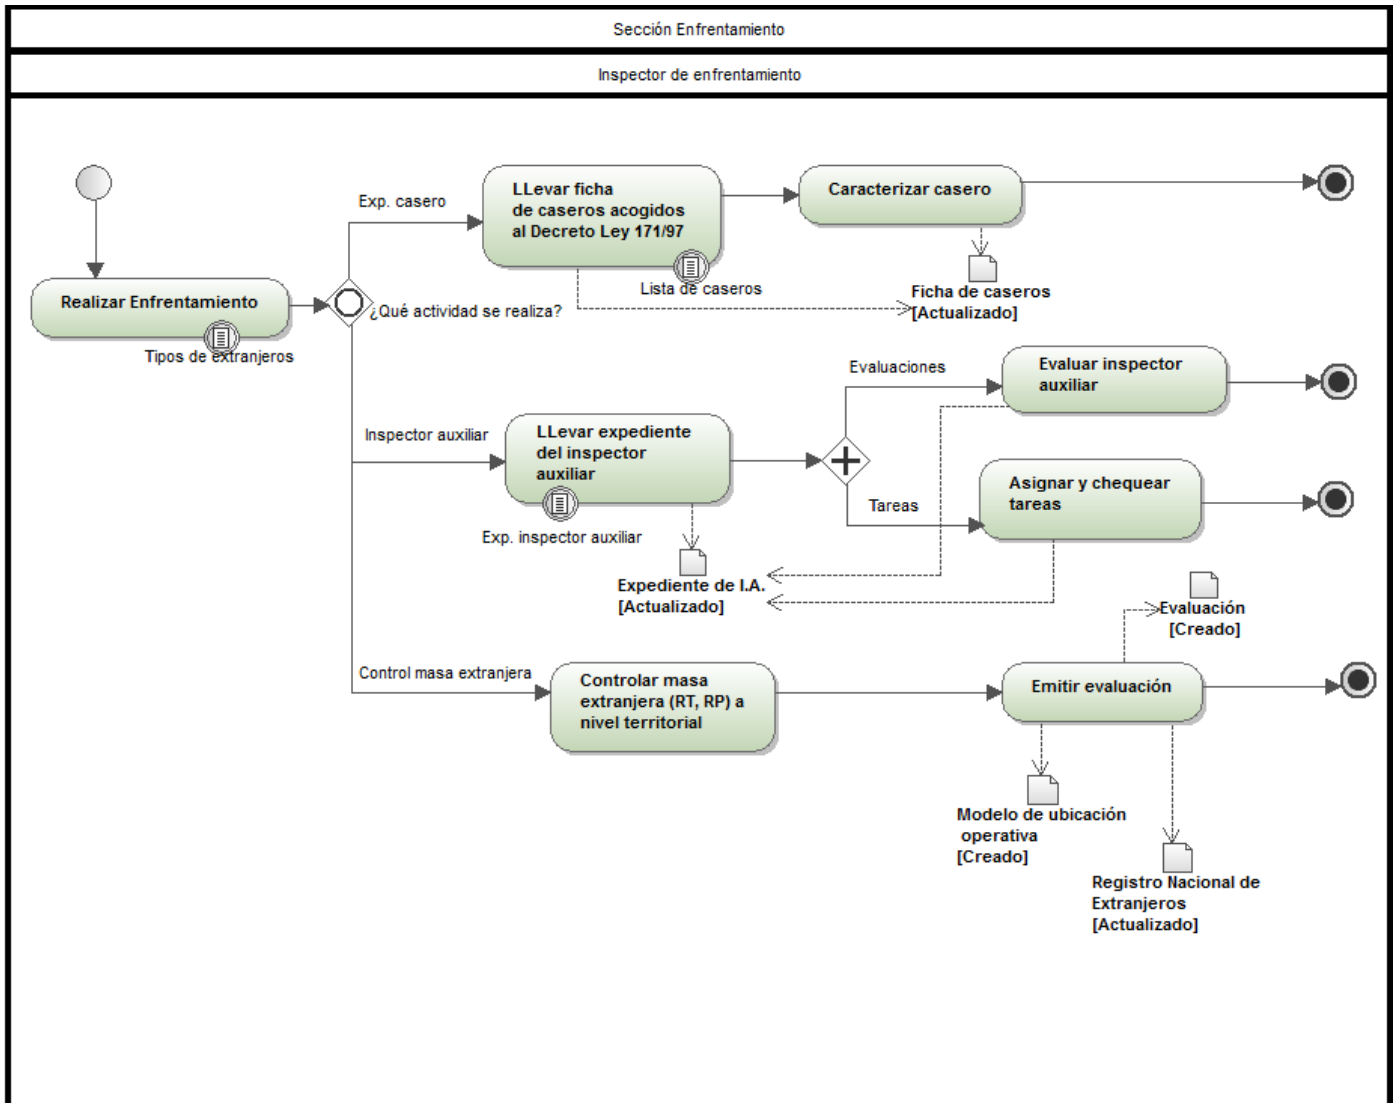 Sección Enfrentamiento
Inspector de enfrentamiento
Exp. casero
LLevar ficha
de caseros acogidos
al Decreto Ley 171/97
Lista de caseros
Caracterizar casero
Ficha de caseros
[Actualizado]
Realizar Enfrentamiento
Tipos de extranjeros
¿Qué actividad se realiza?
Inspector auxiliar
LLevar expediente
del inspector
auxiliar
Exp. inspector auxiliar
Expediente de I.A.
[Actualizado]
Evaluaciones
Evaluar inspector
auxiliar
Tareas
Asignar y chequear
tareas
Control masa extranjera
Controlar masa
extranjera (RT, RP) a
nivel territorial
Evaluación
[Creado]
Emitir evaluación
Modelo de ubicación
operativa
[Creado]
Registro Nacional de
Extranjeros
[Actualizado]